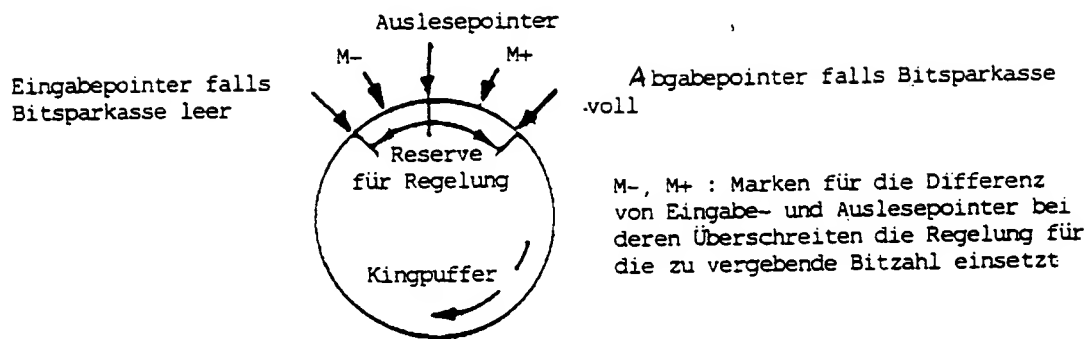 Auslesepointer
M-
M+
Eingabepointer falls
Bitsparkasse leer
Abgabepointer falls Bitsparkasse
voll
Reserve
für Regelung
M-, M+ : Marken für die Differenz
von Eingabe- und Auslesepointer bei
deren Überschreiten die Regelung für
die zu vergebende Bitzahl einsetzt
Kingpuffer